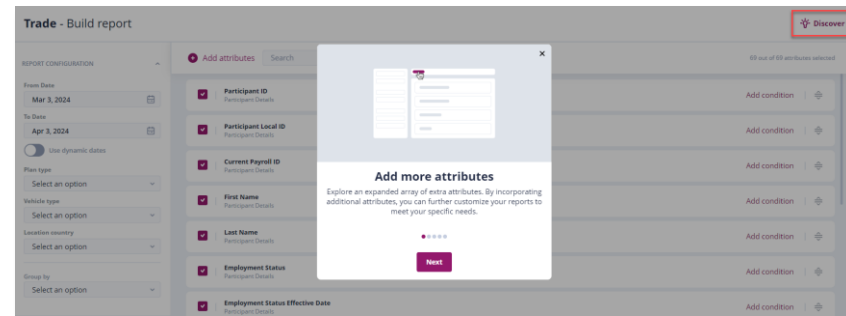 Trade - Build report
Discover
REPORT CONFIGURATION
From Date
Mar 3, 2024
To Date
Apr 3, 2024
Use dynamic dates
Plan type
Select an option
Vehicle type
Select an option
Location country
Select an option
Group by
Select an option
Add attributes
Search
attributes selected
Participant ID
Participant Details
Add condition
Participant Local ID
Participant Details
Add condition
Current Payroll ID
Participant Details
Add condition
First Name
Participant Details
Add condition
Last Name
Participant Details
Add condition
Employment Status
Participant Details
Add condition
Employment Status Effective Date
Participant Details
Add condition
Add more attributes
Explore an expanded array of extra attributes. By incorporating
additional attributes, you can further customize your reports to
meet your specific needs.
Next